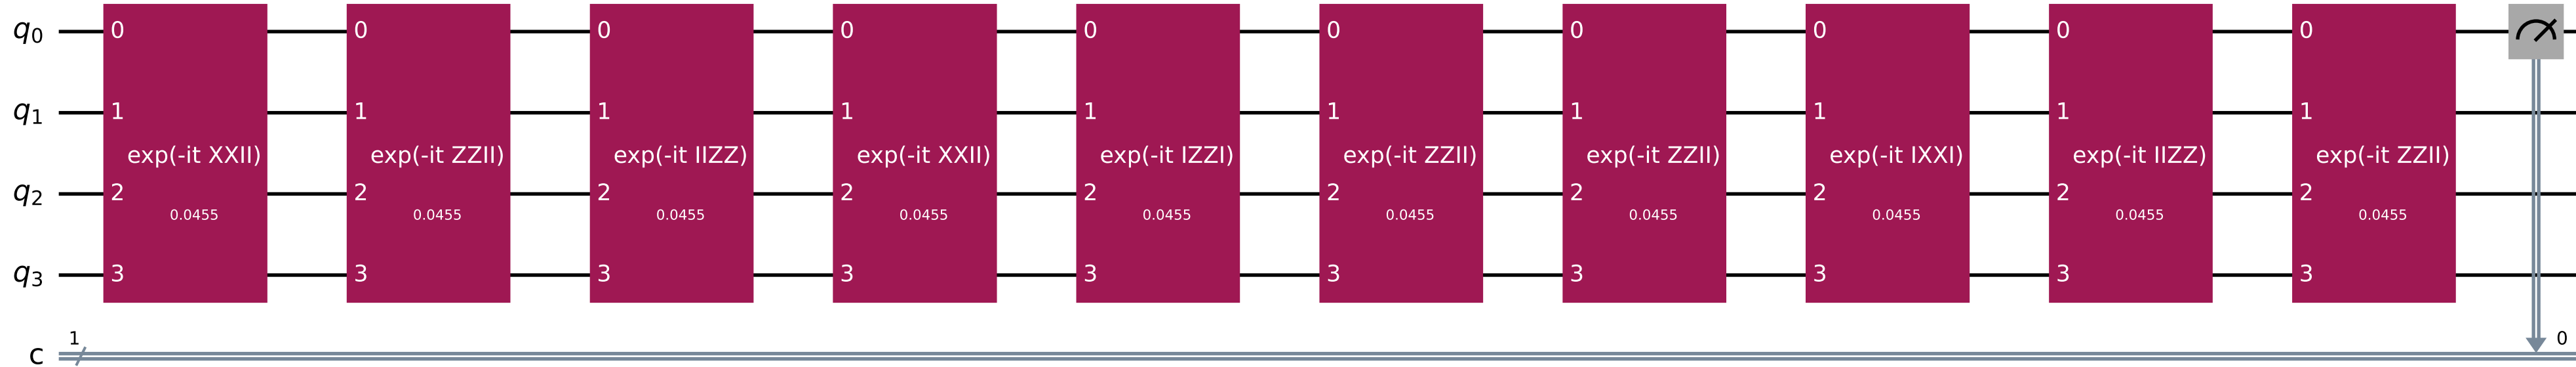 q0 0 0 0 0 0 0 0 0 0 0
q1 1 1 1 1 1 1 1 1 1 1
exp(-it XXII) exp(-it ZZII) exp(-it IIZZ) exp(-it XXII) exp(-it IZZI) exp(-it ZZII) exp(-it ZZII) exp(-it IXXI) exp(-it IIZZ) exp(-it ZZII)
q2 2 2 2 2 2 2 2 2 2 2
0.0455 0.0455 0.0455 0.0455 0.0455 0.0455 0.0455 0.0455 0.0455 0.0455
q3 3 3 3 3 3 3 3 3 3 3
1 0
c